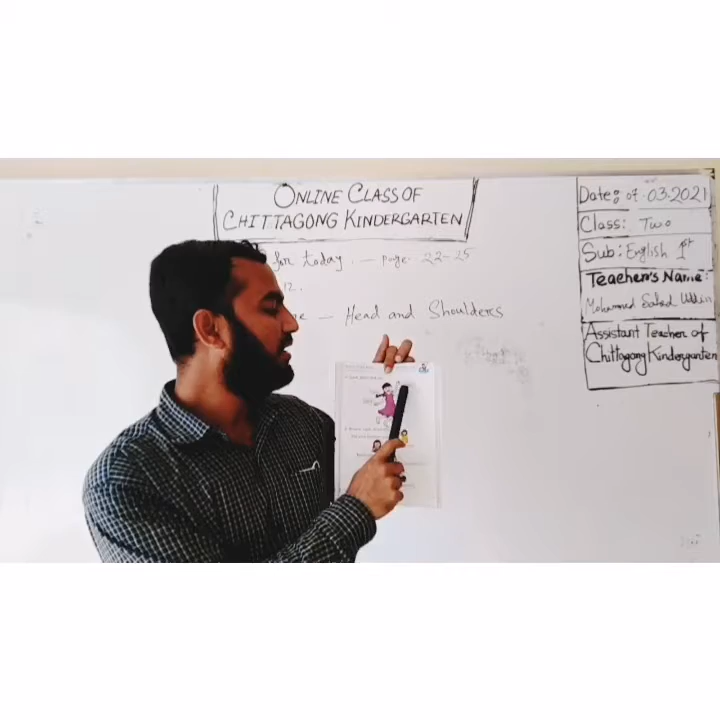 ONLINE CLASS OF
CHITTAGONG KINDERGARTEN
for today. — page 22-25
12.
— Head and Shoulders
Date: 07.03.2021
Class: Two
Sub: English 1st
Teacher's Name:
Mohammed Uddin
Assistant Teacher of
Chittagong Kindergarten